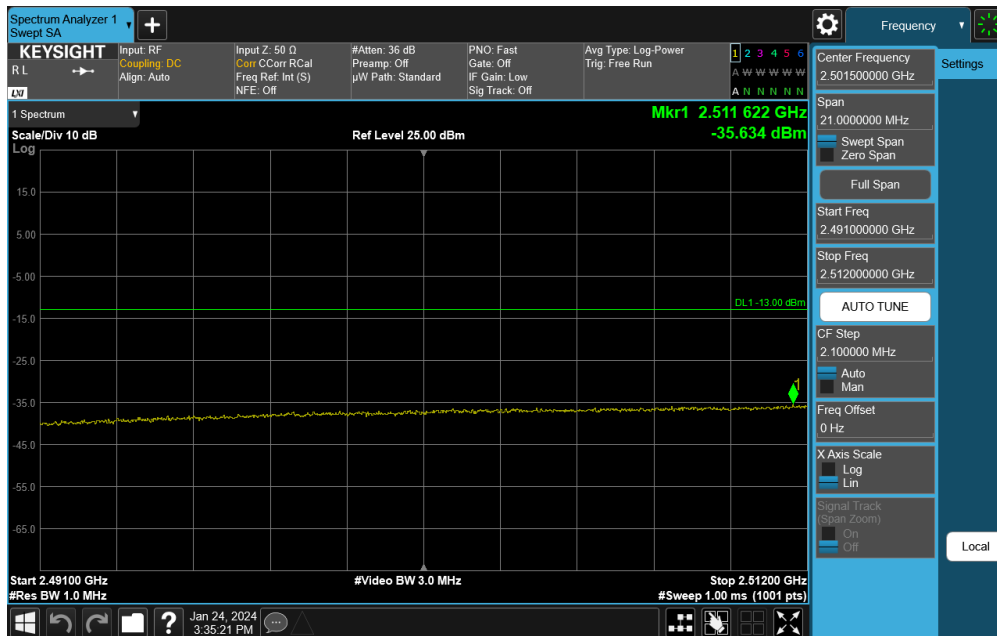 Spectrum Analyzer 1
Swept SA
+
Frequency
KEYSIGHT
R L
LXI
Input: RF
Coupling: DC
Align: Auto
Input Z: 50 Ω
Corr CCorr RCal
Freq Ref: Int (S)
NFE: Off
#Atten: 36 dB
Preamp: Off
µW Path: Standard
PNO: Fast
Gate: Off
IF Gain: Low
Sig Track: Off
Avg Type: Log-Power
Trig: Free Run
1 2 3 4 5 6
A W W W W W
A N N N N N
Center Frequency
2.501500000 GHz
Settings
Span
21.0000000 MHz
Swept Span
Zero Span
Full Span
Start Freq
2.491000000 GHz
Stop Freq
2.512000000 GHz
AUTO TUNE
CF Step
2.100000 MHz
Auto
Man
Freq Offset
0 Hz
X Axis Scale
Log
Lin
Signal Track
(Span Zoom)
On
Off
Local
1 Spectrum
Mkr1 2.511 622 GHz
Scale/Div 10 dB
Ref Level 25.00 dBm
-35.634 dBm
Log
15.0
5.00
-5.00
DL1 -13.00 dBm
-15.0
-25.0
1
-35.0
-45.0
-55.0
-65.0
Start 2.49100 GHz
#Video BW 3.0 MHz
Stop 2.51200 GHz
#Res BW 1.0 MHz
#Sweep 1.00 ms (1001 pts)
?
Jan 24, 2024
3:35:21 PM